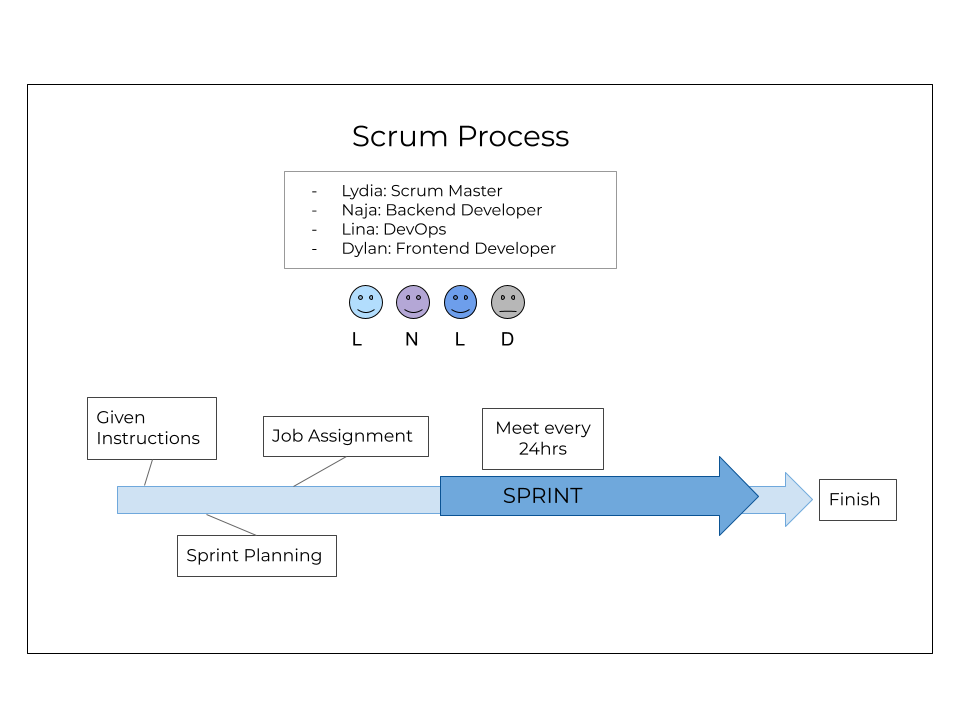 Scrum Process
- Lydia: Scrum Master
- Naja: Backend Developer
- Lina: DevOps
- Dylan: Frontend Developer
L N L D
Given
Instructions
Job Assignment
Meet every
24hrs
SPRINT
Finish
Sprint Planning